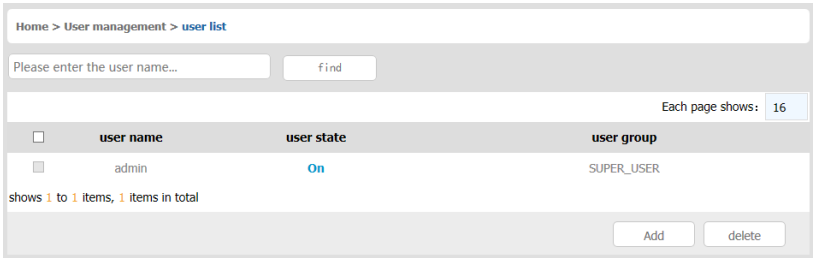 Home > User management > user list
Please enter the user name...
find
Each page shows: 16
user name user state user group
admin On SUPER_USER
shows 1 to 1 items, 1 items in total
Add delete